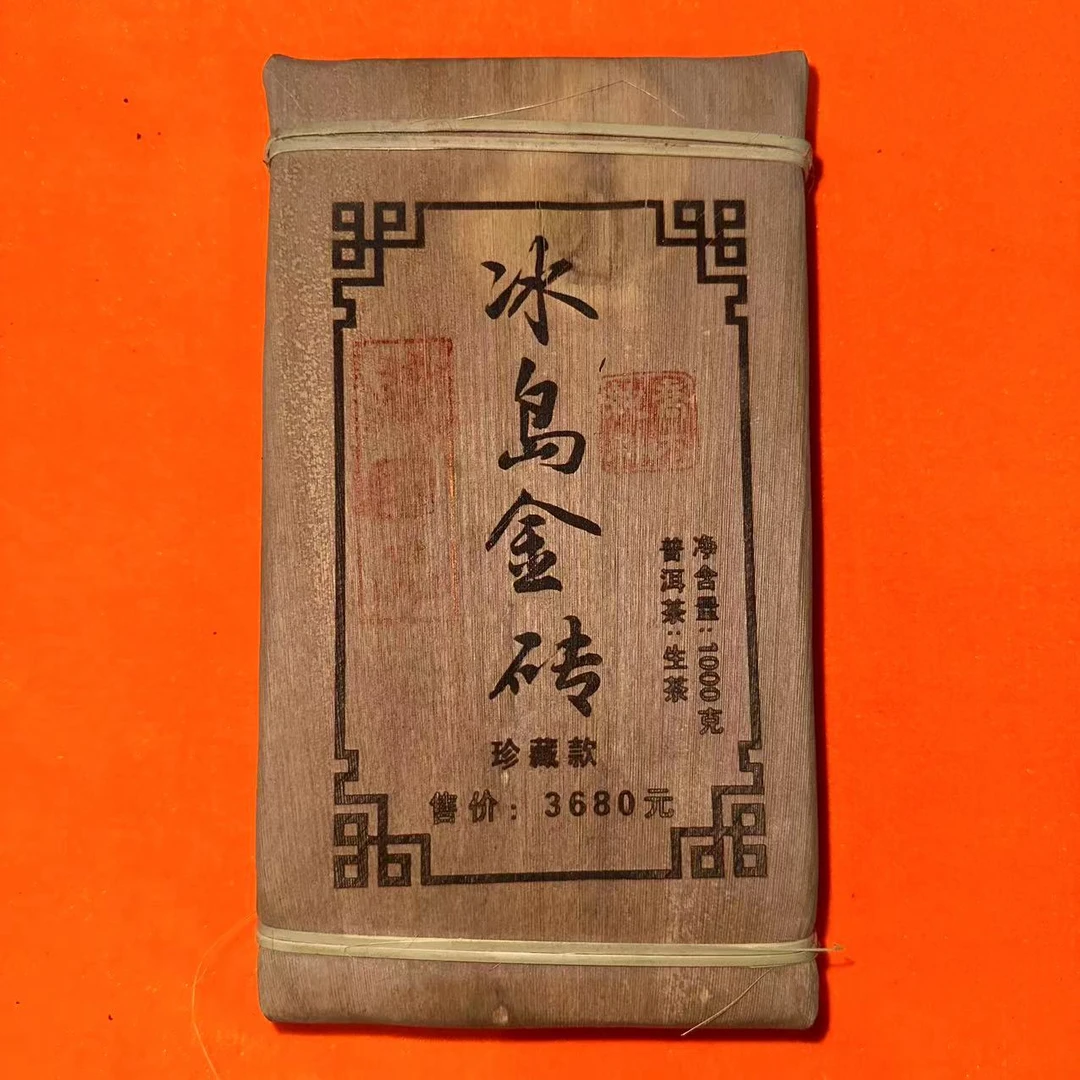 冰岛金砖
净含量：1000克
普洱茶：生茶
珍藏款
售价：3680元